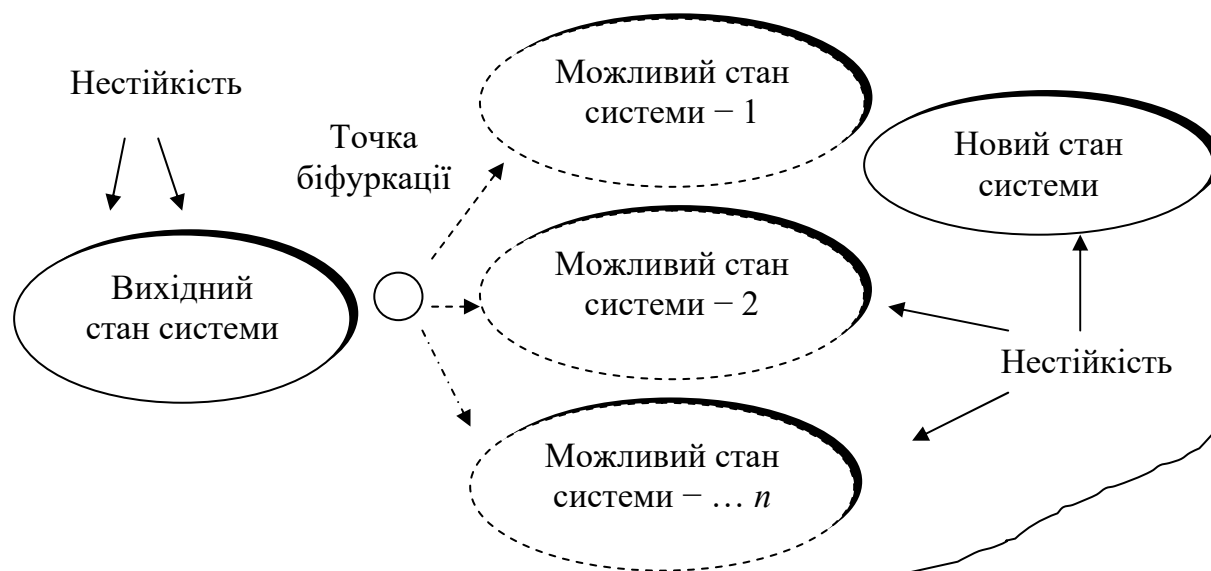 Нестійкість
Точка
біфуркації
Вихідний
стан системи
Можливий стан
системи − 1
Можливий стан
системи − 2
Можливий стан
системи − … n
Новий стан
системи
Нестійкість